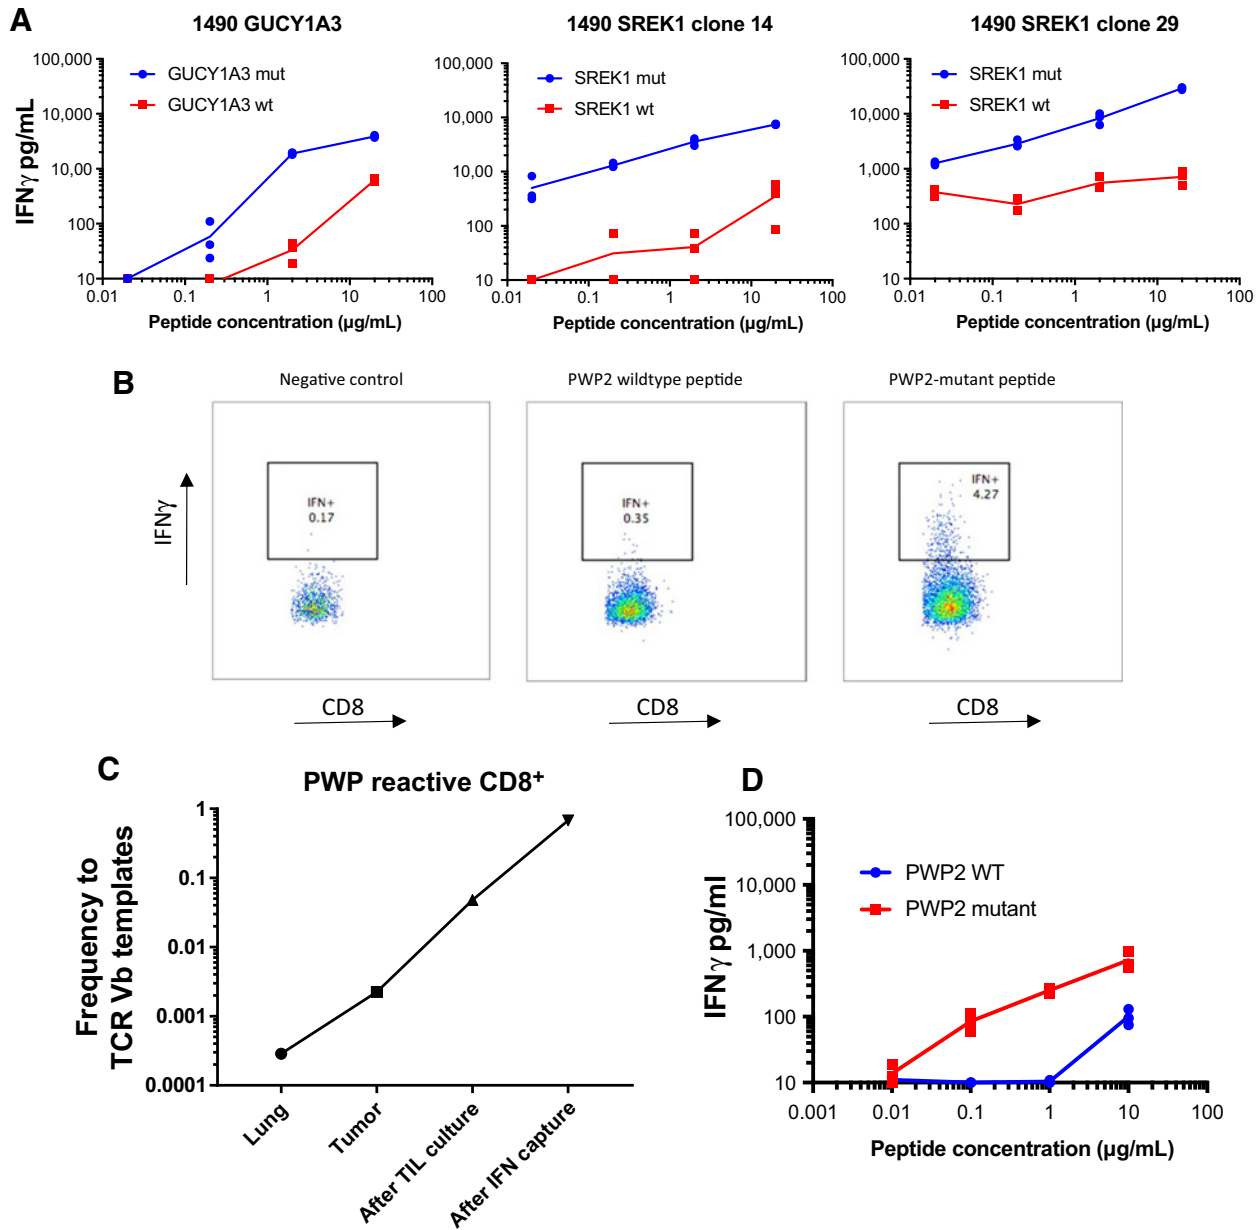 A
1490 GUCY1A3
1490 SREK1 clone 14
1490 SREK1 clone 29
IFNγ pg/mL
100,000
10,000
10,00
100
10
GUCY1A3 mut
GUCY1A3 wt
0.01 0.1 1 10 100
Peptide concentration (µg/mL)
100,000
10,000
10,00
100
10
SREK1 mut
SREK1 wt
0.01 0.1 1 10 100
Peptide concentration (µg/mL)
100,000
10,000
1,000
100
10
SREK1 mut
SREK1 wt
0.01 0.1 1 10 100
Peptide concentration (µg/mL)
B
Negative control
PWP2 wildtype peptide
PWP2-mutant peptide
IFNγ
IFN+
0.17
IFN+
0.35
IFN+
4.27
CD8
CD8
CD8
C
PWP reactive CD8+
Frequency to
TCR Vb templates
1
0.1
0.01
0.001
0.0001
Lung
Tumor
After TIL culture
After IFN capture
D
IFNγ pg/ml
100,000
10,000
1,000
100
10
PWP2 WT
PWP2 mutant
0.001 0.01 0.1 1 10 100
Peptide concentration (µg/mL)